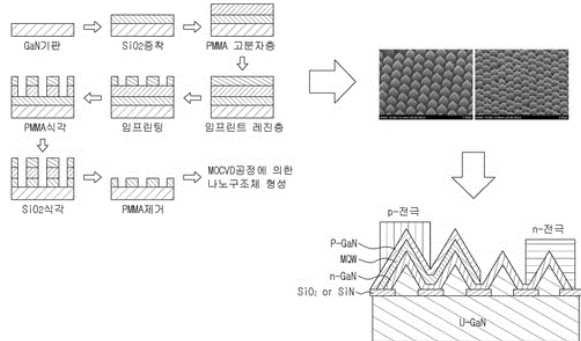 GaN기판
SiO2증착
PMMA 고분자층
PMMA식각
임프린팅
임프린트 레진층
SiO2식각
PMMA제거
MOCVD공정에 의한
나노구조체 형성
p-전극
n-전극
P-GaN
MQW
n-GaN
SiO₂ or SiN
U-GaN